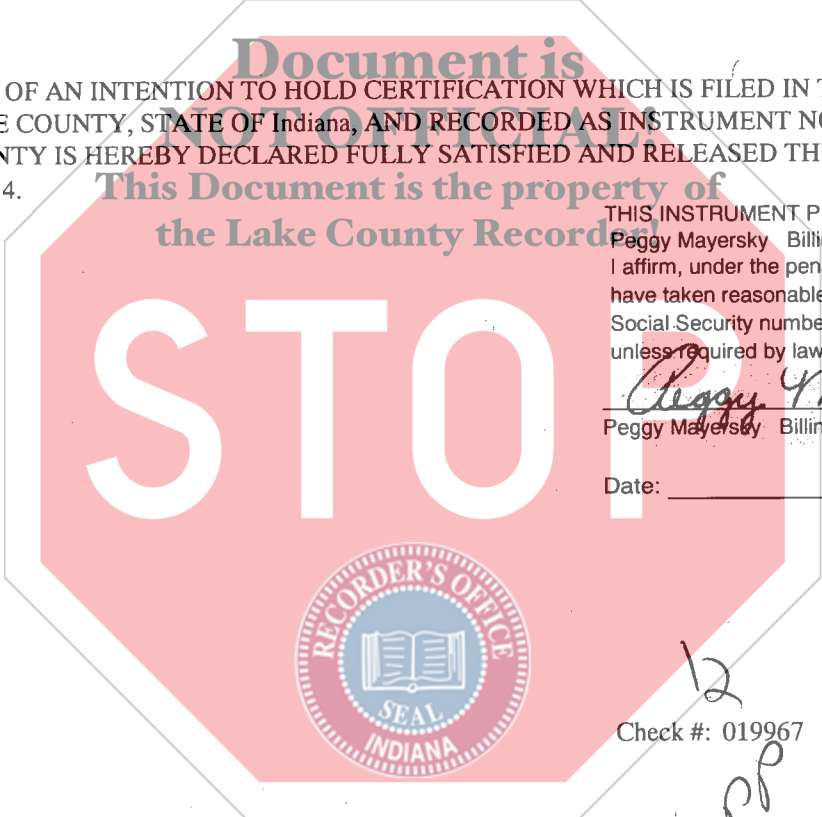 Document is
OF AN INTENTION TO HOLD CERTIFICATION WHICH IS FILED IN
NOT OFFICIAL!
COUNTY, STATE OF Indiana, AND RECORDED AS INSTRUMENT NO
NTY IS HEREBY DECLARED FULLY SATISFIED AND RELEASED THI
4.
This Document is the property of
the Lake County Recorder!
THIS INSTRUMENT P
Peggy Mayersky Billi
I affirm, under the pen
have taken reasonable
Social Security numbe
unless required by law
Peggy
Peggy Mayersky Billin
Date:
STOP
RECORDER'S OFFICE
SEAL
INDIANA
12
Check #: 019967